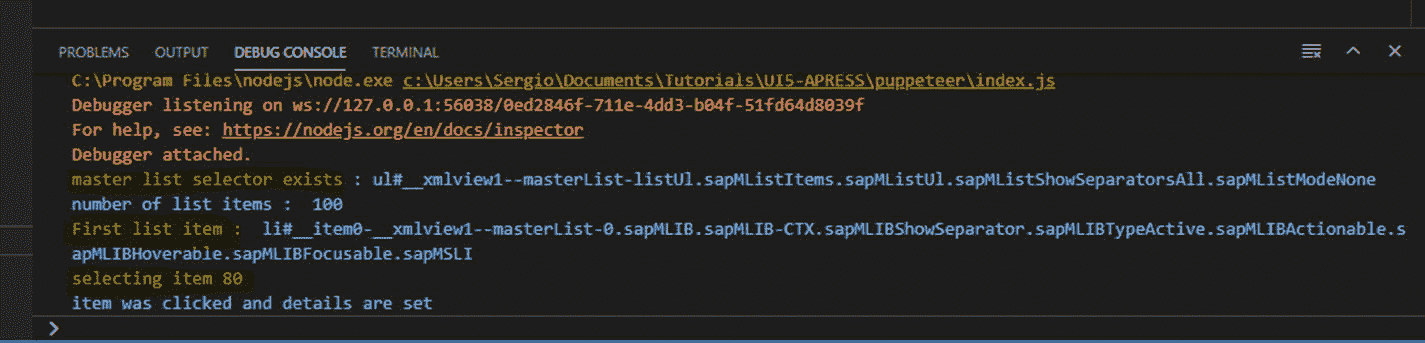 PROBLEMS OUTPUT DEBUG CONSOLE TERMINAL
C:\Program Files\nodejs\node.exe c:\Users\Sergio\Documents\Tutorials\UI5-APRESS\puppeteer\index.js
Debugger listening on ws://127.0.0.1:56038/0ed2846f-711e-4dd3-b04f-51fd64d8039f
For help, see: https://nodejs.org/en/docs/inspector
Debugger attached.
master list selector exists : ul#__xmlview1--masterList-listUl.sapMListItems.sapMListUl.sapMListShowSeparatorsAll.sapMListModeNone
number of list items :  100
First list item :  li#__item0-__xmlview1--masterList-0.sapMLIB.sapMLIB-CTX.sapMLIBShowSeparator.sapMLIBTypeActive.sapMLIBActionable.s
apMLIBHoverable.sapMLIBFocusable.sapMSLI
selecting item 80
item was clicked and details are set